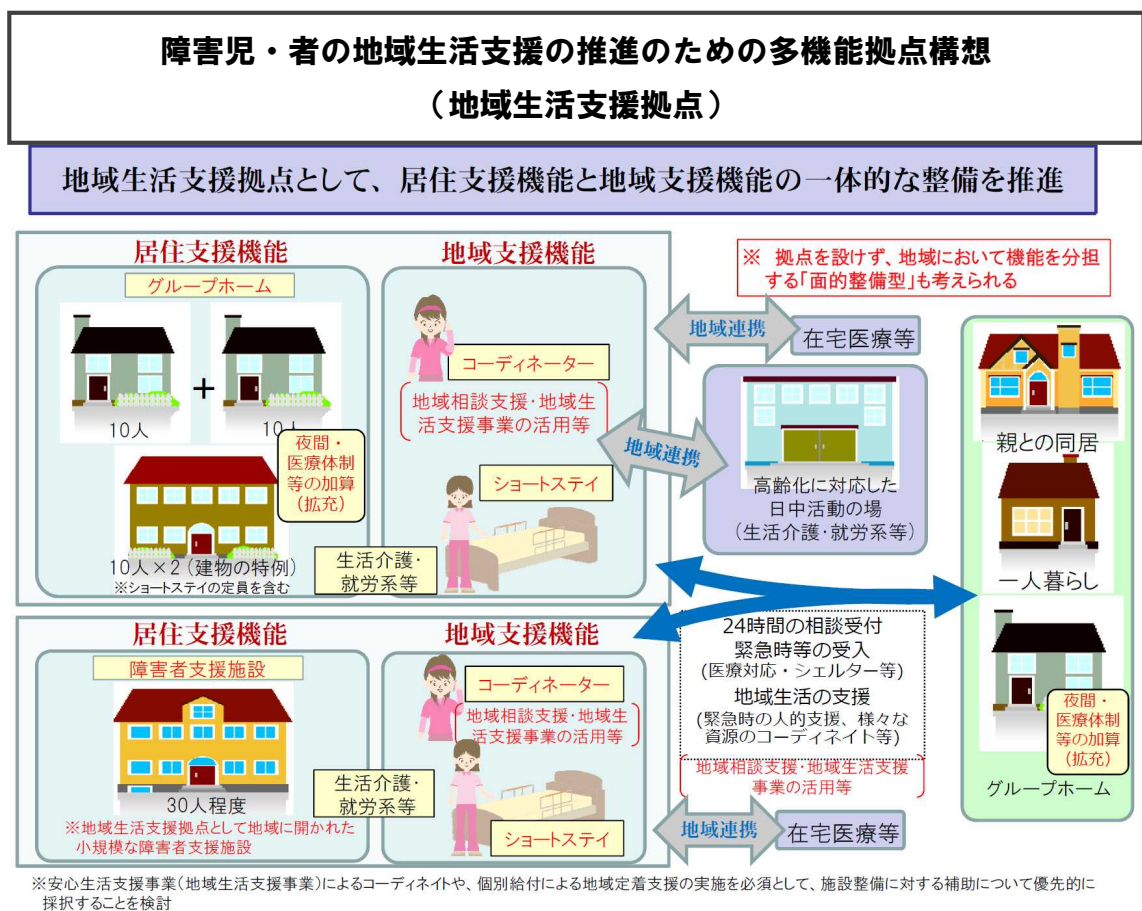 障害児・者の地域生活支援の推進のための多機能拠点構想
（地域生活支援拠点）
地域生活支援拠点として、居住支援機能と地域支援機能の一体的な整備を推進
居住支援機能
グループホーム
＋
10人
10人
夜間・
医療体制
等の加算
（拡充）
10人×2（建物の特例）
※ショートステイの定員を含む
地域支援機能
コーディネーター
地域相談支援・地域生
活支援事業の活用等
ショートステイ
生活介護・
就労系等
※ 拠点を設けず、地域において機能を分担
する「面的整備型」も考えられる
地域連携
在宅医療等
地域連携
高齢化に対応した
日中活動の場
（生活介護・就労系等）
親との同居
一人暮らし
夜間・
医療体制
等の加算
（拡充）
グループホーム
居住支援機能
障害者支援施設
30人程度
※地域生活支援拠点として地域に開かれた
小規模な障害者支援施設
地域支援機能
コーディネーター
地域相談支援・地域生
活支援事業の活用等
生活介護・
就労系等
ショートステイ
24時間の相談受付
緊急時等の受入
（医療対応・シェルター等）
地域生活の支援
（緊急時の人的支援、様々な
資源のコーディネイト等）
地域相談支援・地域生活支援
事業の活用等
地域連携
在宅医療等
※安心生活支援事業（地域生活支援事業）によるコーディネイトや、個別給付による地域定着支援の実施を必須として、施設整備に対する補助について優先的に
採択することを検討